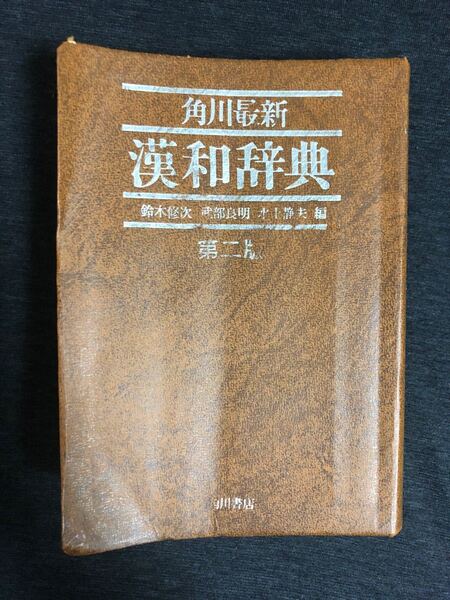 角川最新
漢和辞典
鈴木修次 武部良明 水上静夫 編
第二版
角川書店